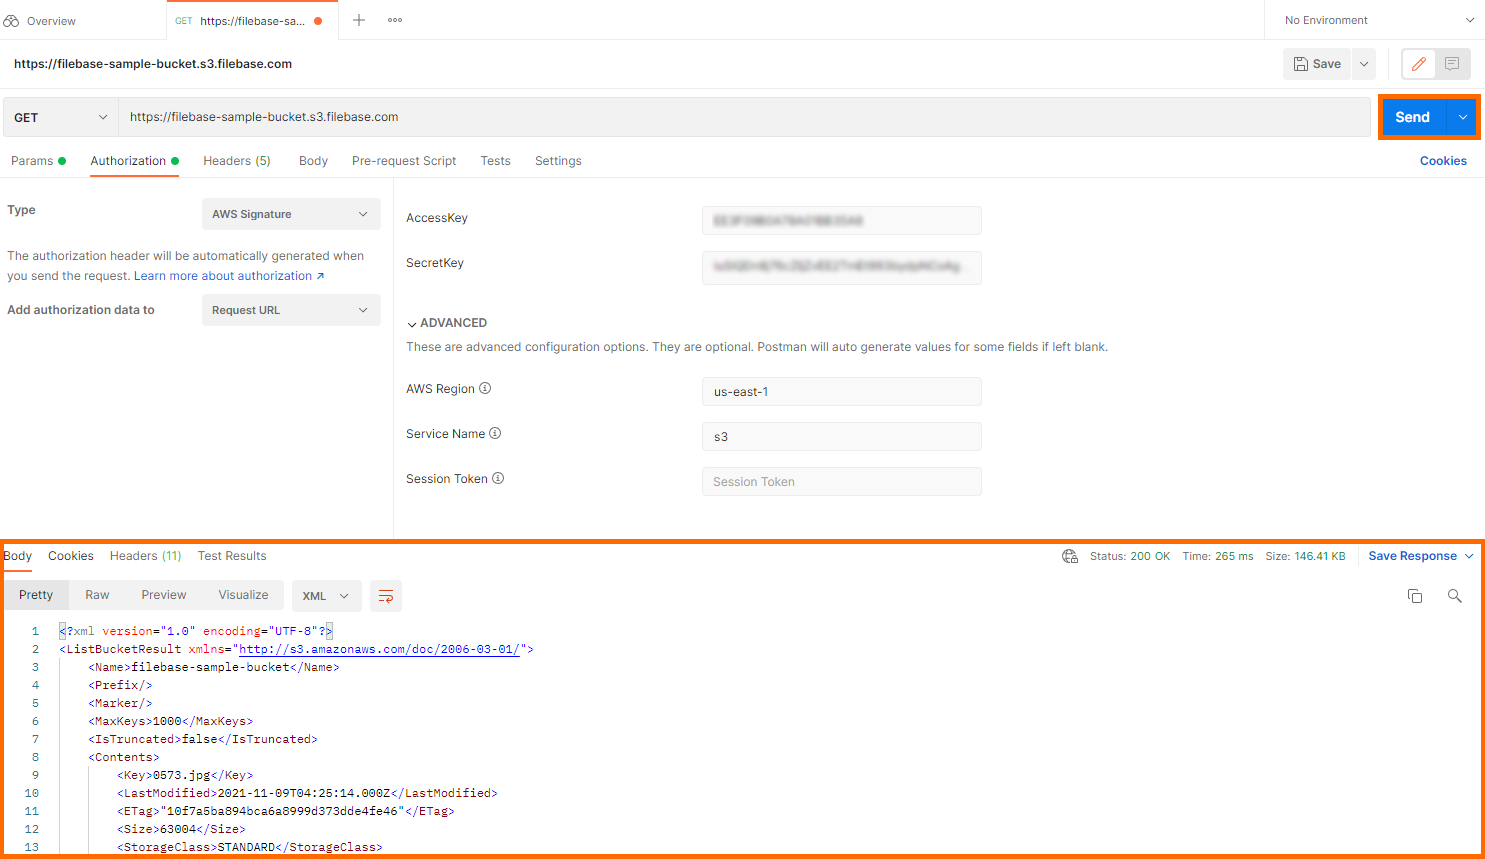 Overview
GET https://filebase-sa...
No Environment
https://filebase-sample-bucket.s3.filebase.com
Save
GET
https://filebase-sample-bucket.s3.filebase.com
Send
Params
Authorization
Headers (5)
Body
Pre-request Script
Tests
Settings
Cookies
Type
AWS Signature
The authorization header will be automatically generated when
you send the request. Learn more about authorization ↗
Add authorization data to
Request URL
AccessKey
SecretKey
ADVANCED
These are advanced configuration options. They are optional. Postman will auto generate values for some fields if left blank.
AWS Region
us-east-1
Service Name
s3
Session Token
Session Token
Body
Cookies
Headers (11)
Test Results
Status: 200 OK
Time: 265 ms
Size: 146.41 KB
Save Response
Pretty
Raw
Preview
Visualize
XML
1 <?xml version="1.0" encoding="UTF-8"?>
2 <ListBucketResult xmlns="http://s3.amazonaws.com/doc/2006-03-01/">
3 <Name>filebase-sample-bucket</Name>
4 <Prefix/>
5 <Marker/>
6 <MaxKeys>1000</MaxKeys>
7 <IsTruncated>false</IsTruncated>
8 <Contents>
9 <Key>0573.jpg</Key>
10 <LastModified>2021-11-09T04:25:14.000Z</LastModified>
11 <ETag>"10f7a5ba894bca6a8999d373dde4fe46"</ETag>
12 <Size>63004</Size>
13 <StorageClass>STANDARD</StorageClass>